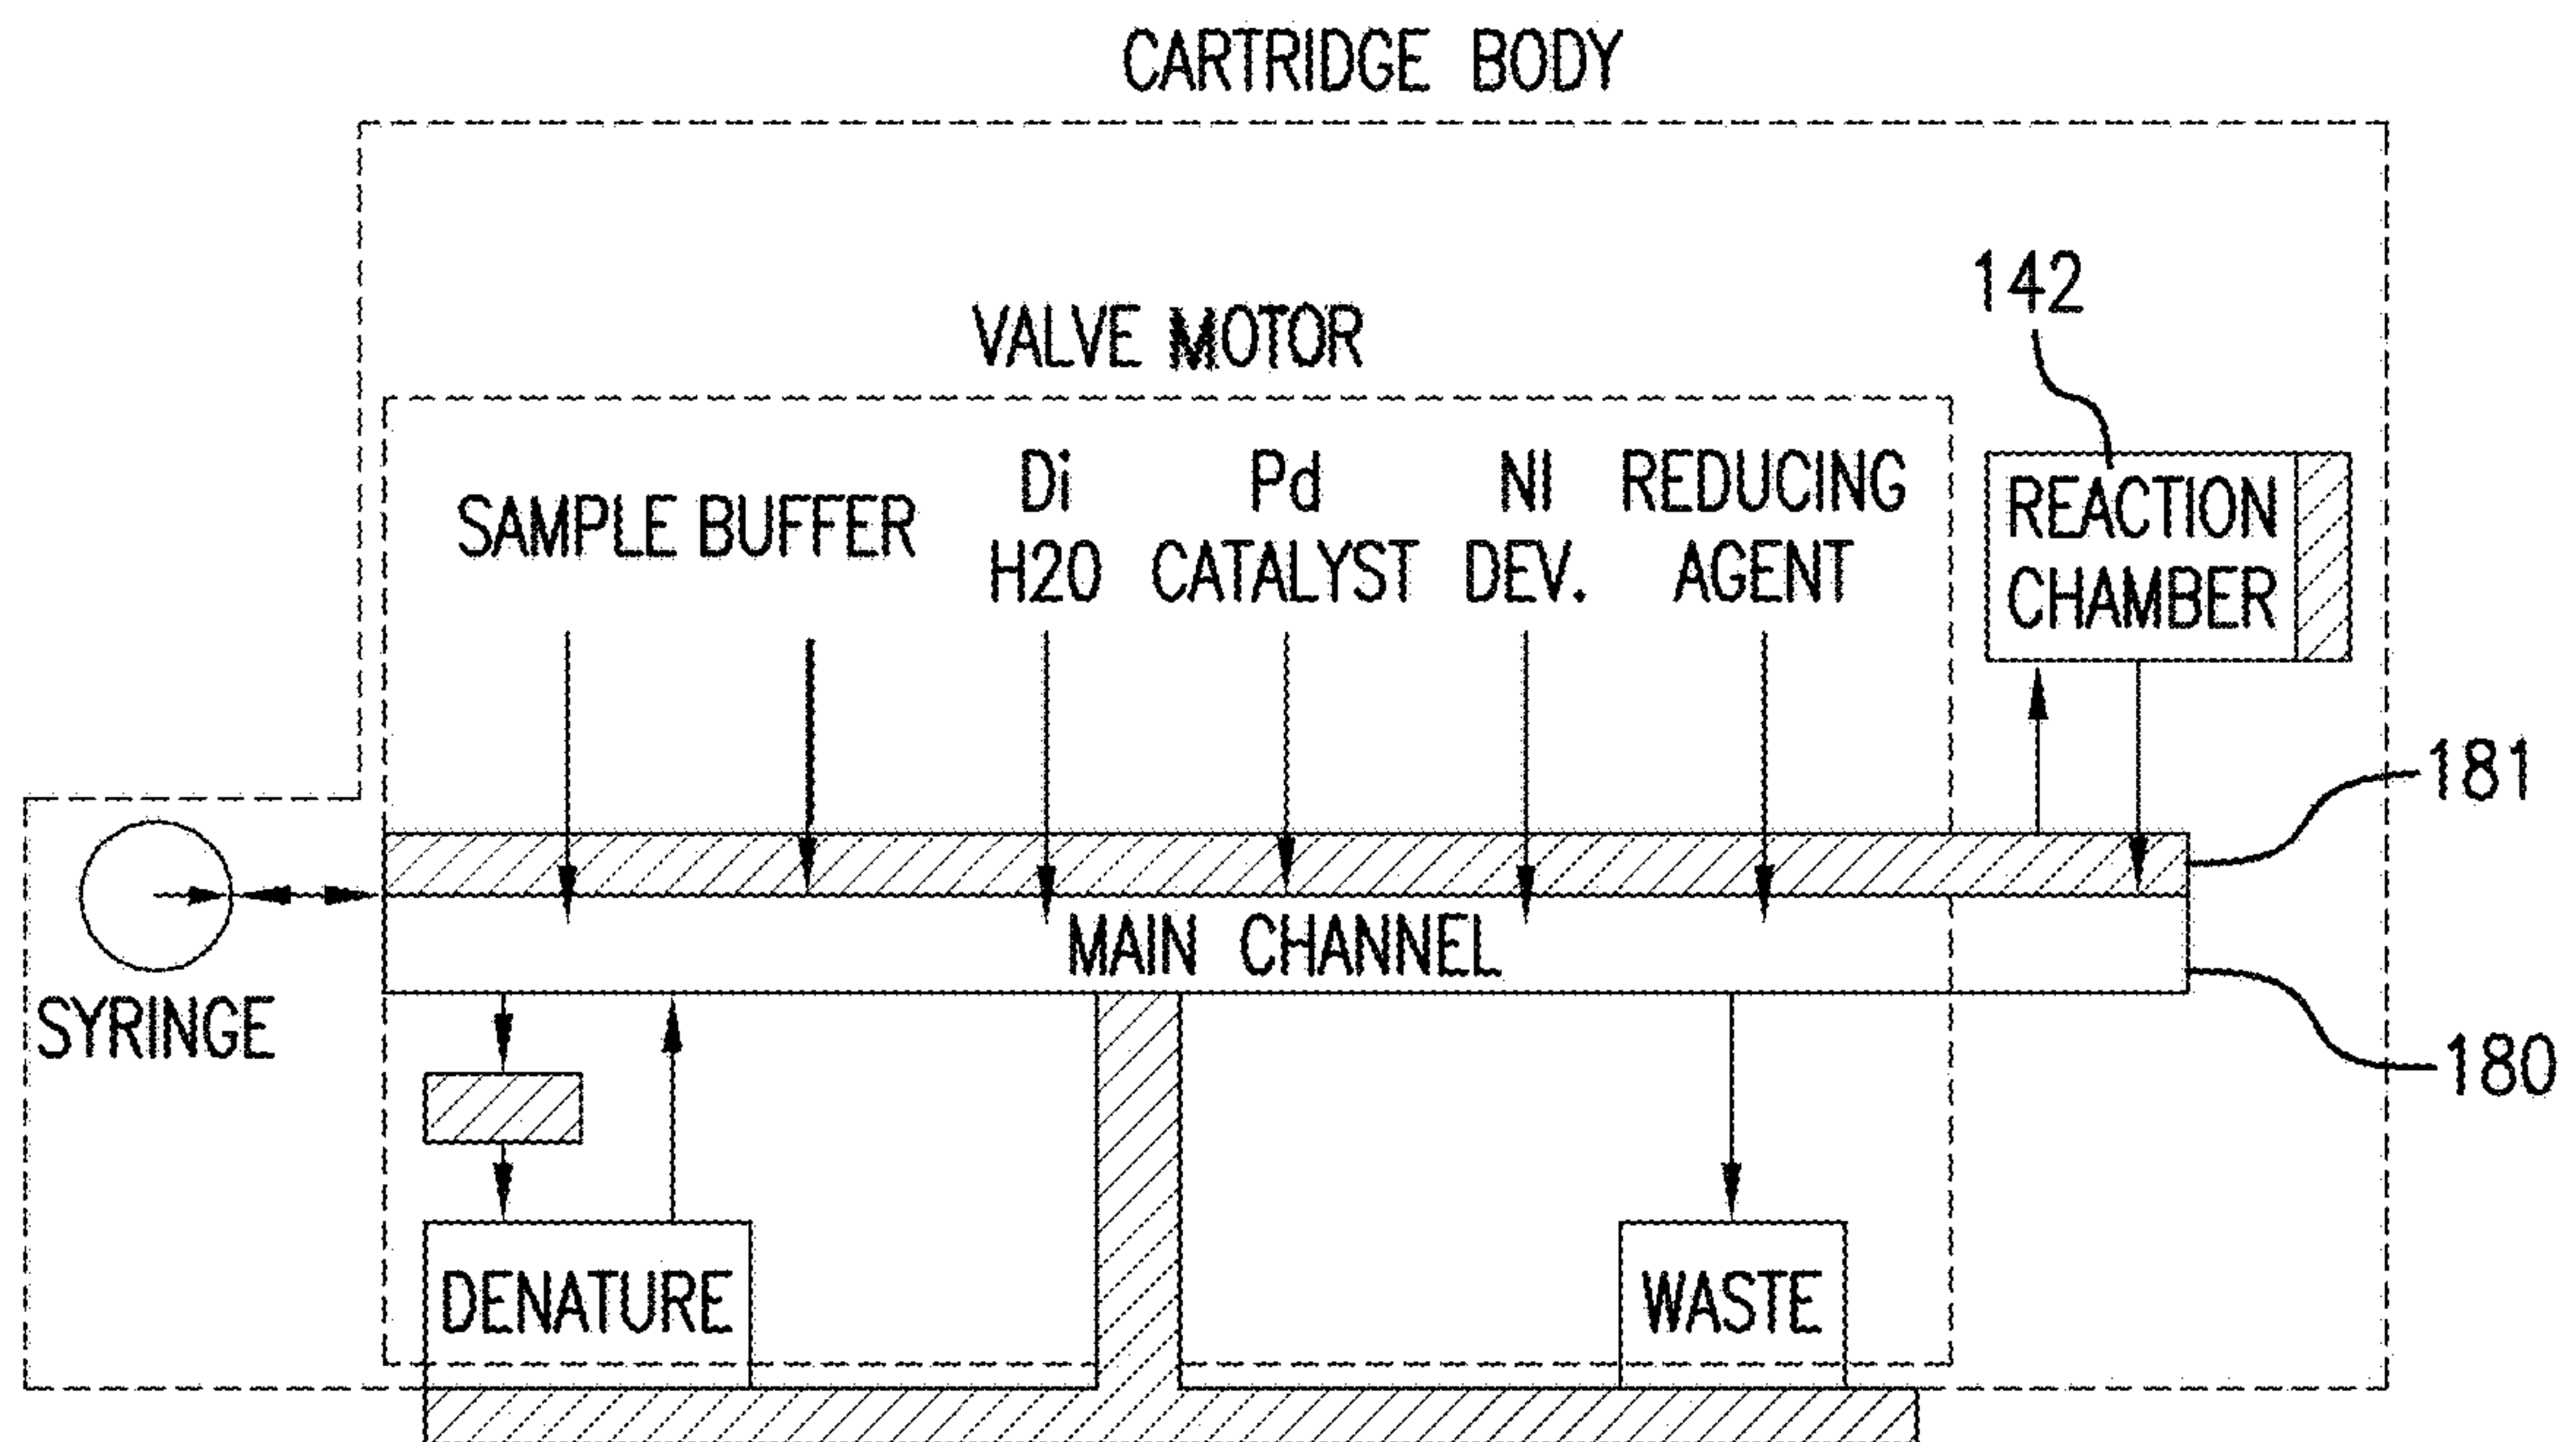 CARTRIDGE BODY
142
VALVE MOTOR
SAMPLE BUFFER
Di
H20
Pd
CATALYST
NI
DEV.
REDUCING
AGENT
REACTION
CHAMBER
181
MAIN CHANNEL
180
SYRINGE
DENATURE
WASTE